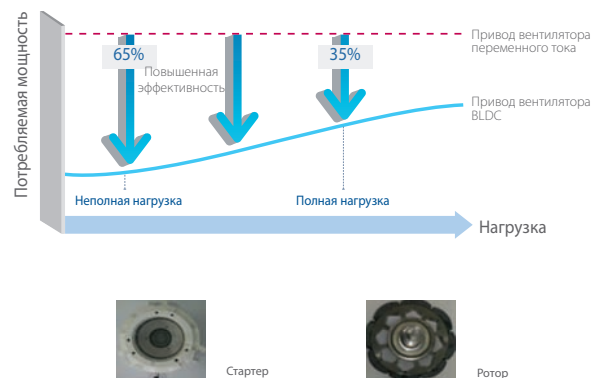 Потребляемая мощность
Привод вентилятора
переменного тока
65%
35%
Повышенная
эффективность
Привод вентилятора
BLDC
Неполная нагрузка
Полная нагрузка
Нагрузка
Стартер
Ротор